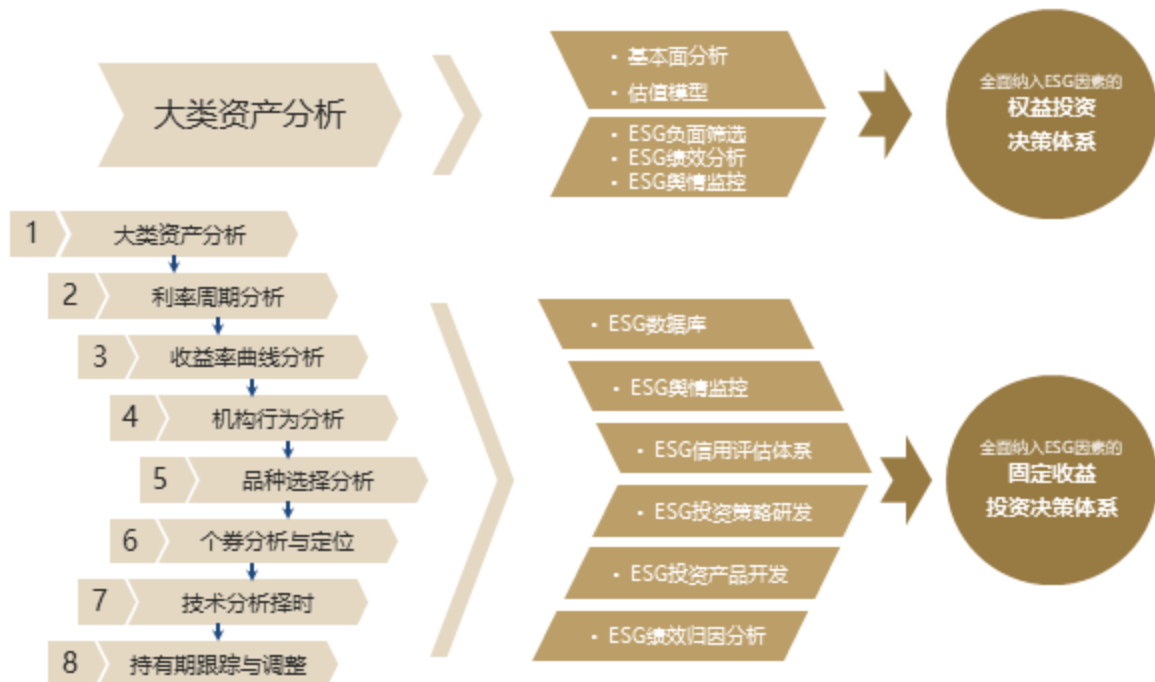 大类资产分析
• 基本面分析
• 估值模型
• ESG负面筛选
• ESG绩效分析
• ESG舆情监控
全面纳入ESG因素的
权益投资
决策体系
1 大类资产分析
2 利率周期分析
3 收益率曲线分析
4 机构行为分析
5 品种选择分析
6 个券分析与定位
7 技术分析择时
8 持有期跟踪与调整
• ESG数据库
• ESG舆情监控
• ESG信用评估体系
• ESG投资策略研发
• ESG投资产品开发
• ESG绩效归因分析
全面纳入ESG因素的
固定收益
投资决策体系